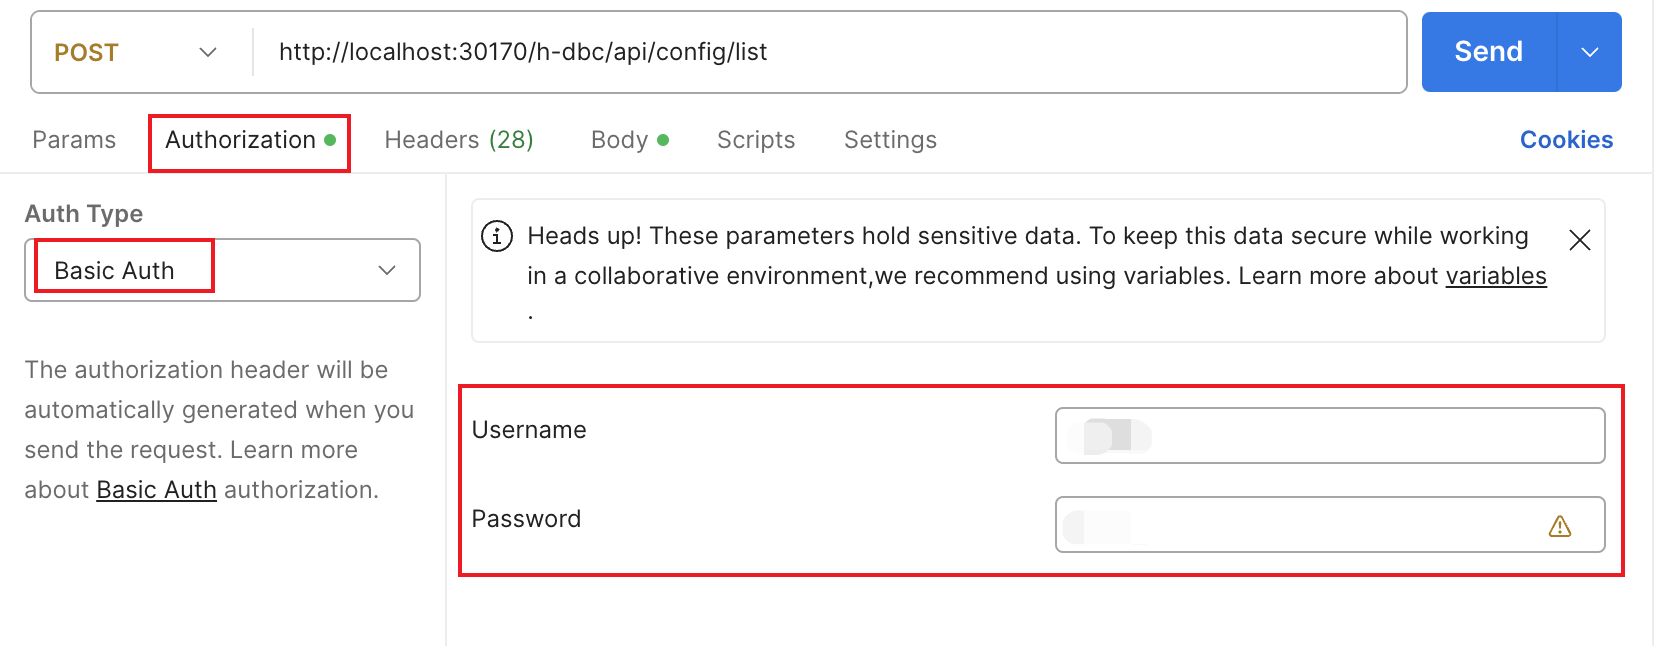 POST http://localhost:30170/h-dbc/api/config/list Send
Params Authorization Headers (28) Body Scripts Settings Cookies
Auth Type
Basic Auth
The authorization header will be
automatically generated when you
send the request. Learn more
about Basic Auth authorization.
Heads up! These parameters hold sensitive data. To keep this data secure while working
in a collaborative environment,we recommend using variables. Learn more about variables
.
Username
Password